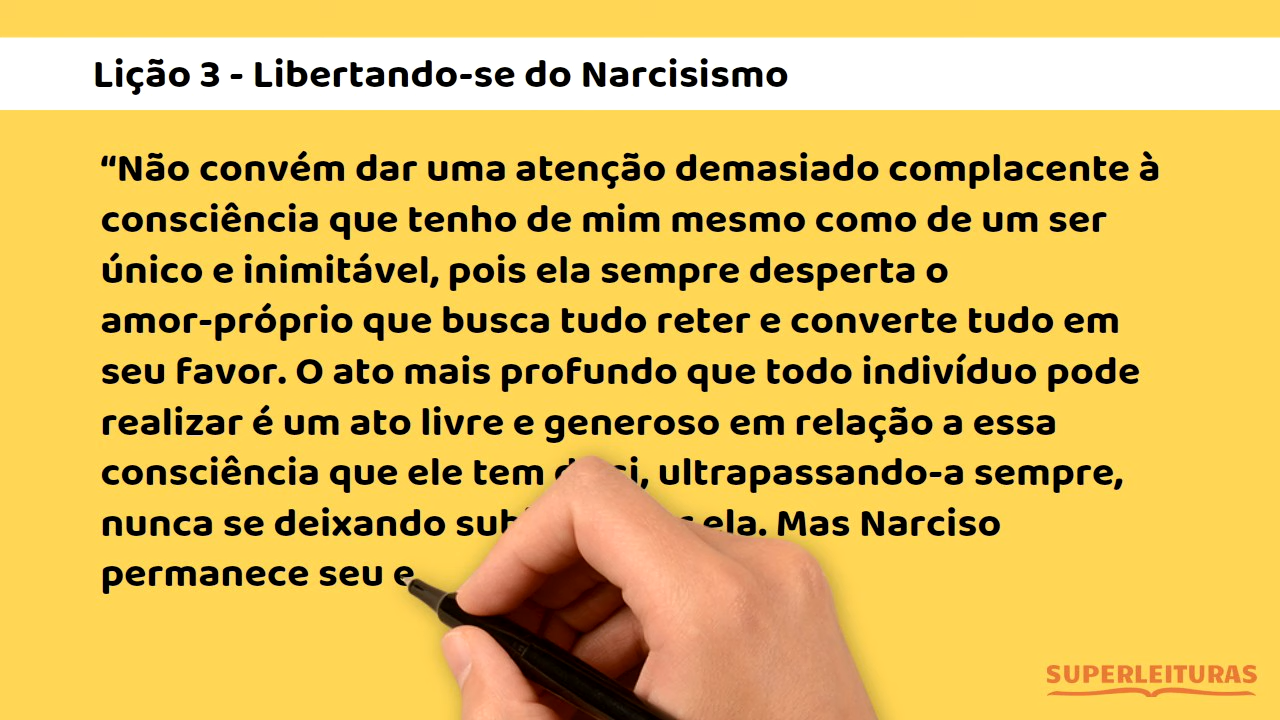 Lição 3 - Libertando-se do Narcisismo
“Não convém dar uma atenção demasiado complacente à
consciência que tenho de mim mesmo como de um ser
único e inimitável, pois ela sempre desperta o
amor-próprio que busca tudo reter e converte tudo em
seu favor. O ato mais profundo que todo indivíduo pode
realizar é um ato livre e generoso em relação a essa
consciência que ele tem si, ultrapassando-a sempre,
nunca se deixando ela. Mas Narciso
permanece seu e
SUPERLEITURAS